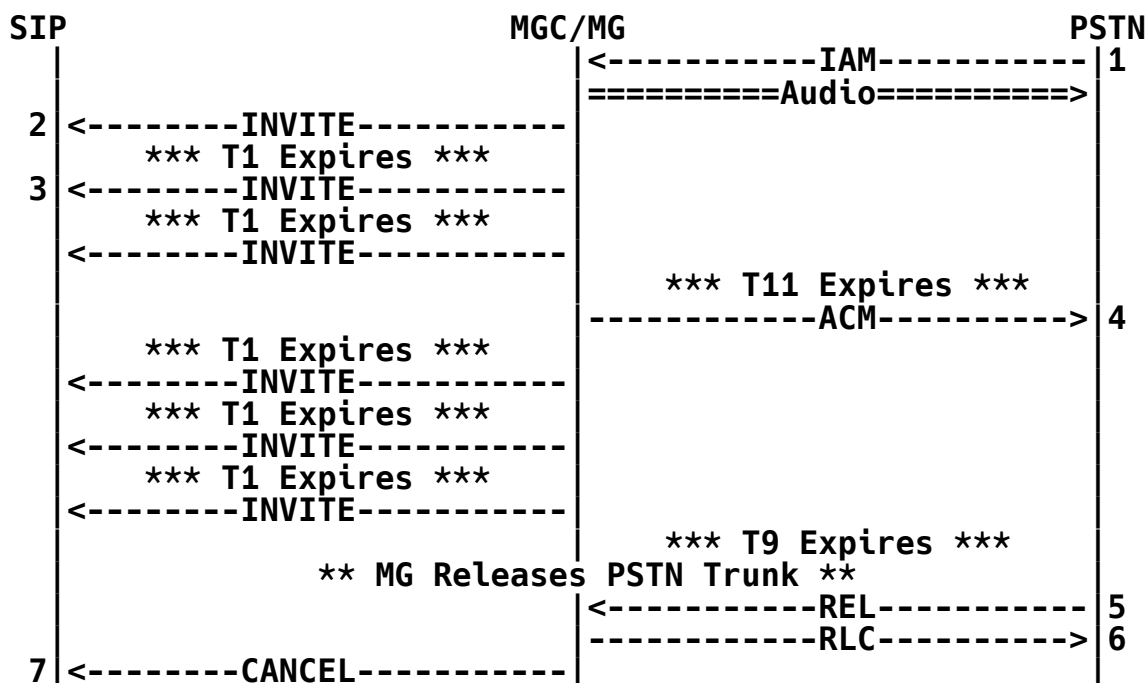 SIP                       MGC/MG                       PSTN
  |                          |<-----------IAM-----------|1
  |                          |==========Audio==========>|
 2|<--------INVITE-----------|                          |
  |    *** T1 Expires ***    |                          |
 3|<--------INVITE-----------|                          |
  |    *** T1 Expires ***    |                          |
  |<--------INVITE-----------|                          |
  |                          |    *** T11 Expires ***   |
  |                          |------------ACM---------->|4
  |    *** T1 Expires ***    |                          |
  |<--------INVITE-----------|                          |
  |    *** T1 Expires ***    |                          |
  |<--------INVITE-----------|                          |
  |    *** T1 Expires ***    |                          |
  |<--------INVITE-----------|                          |
  |                          |    *** T9 Expires ***    |
  |             ** MG Releases PSTN Trunk **            |
  |                          |<-----------REL-----------|5
  |                          |------------RLC---------->|6
 7|<--------CANCEL-----------|                          |